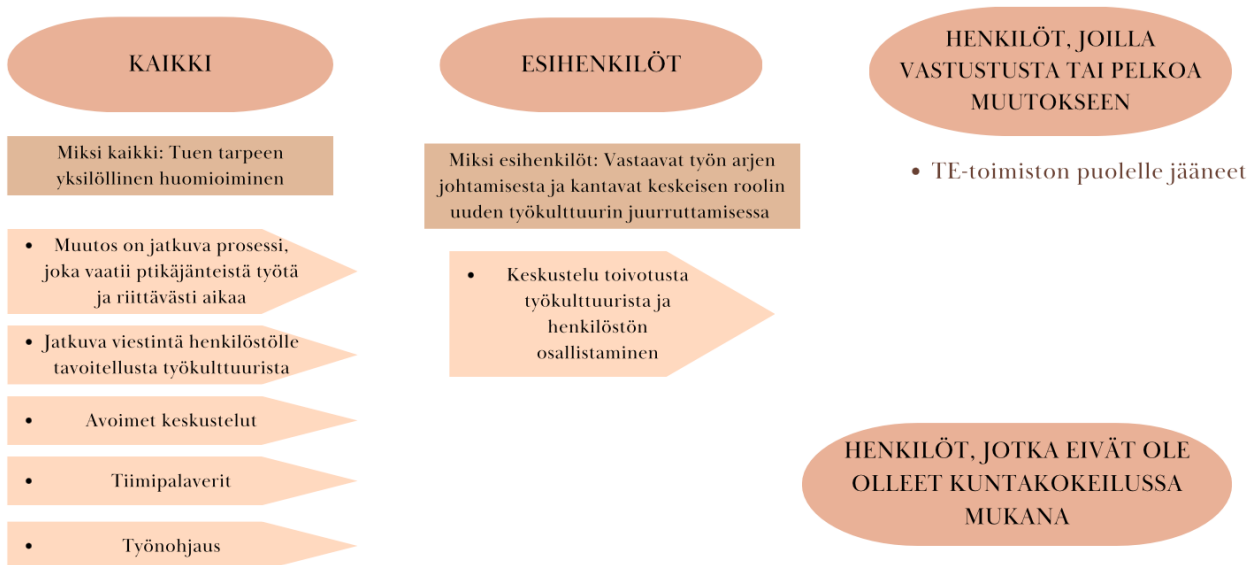 KAIKKI
Miksi kaikki: Tuen tarpeen
yksilöllinen huomioiminen
• Muutos on jatkuva prosessi,
joka vaatii ptikäjänteistä työtä
ja riittävästi aikaa
• Jatkuva viestintä henkilöstölle
tavoitellusta työkulttuurista
• Avoimet keskustelut
• Tiimipalaverit
• Työnohjaus
ESIHENKILÖT
Miksi esihenkilöt: Vastaavat työn arjen
johtamisesta ja kantavat keskeisen roolin
uuden työkulttuurin juurruttamisessa
• Keskustelu toivotusta
työkulttuurista ja
henkilöstön
osallistaminen
HENKILÖT, JOILLA
VASTUSTUSTA TAI PELKOA
MUUTOKSEEN
• TE-toimiston puolelle jääneet
HENKILÖT, JOTKA EIVÄT OLE
OLLEET KUNTAKOKEILUSSA
MUKANA